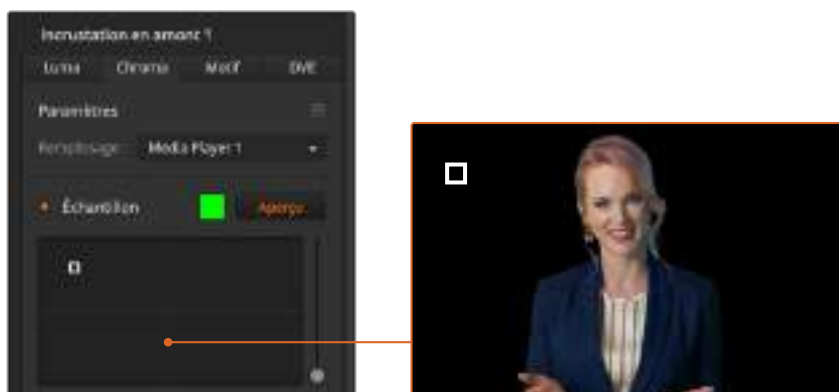 Incrustation en amont 1
Luma Chroma Motif DVE
Paramètres
Remplissage: Media Player 1
Échantillon Aperçu